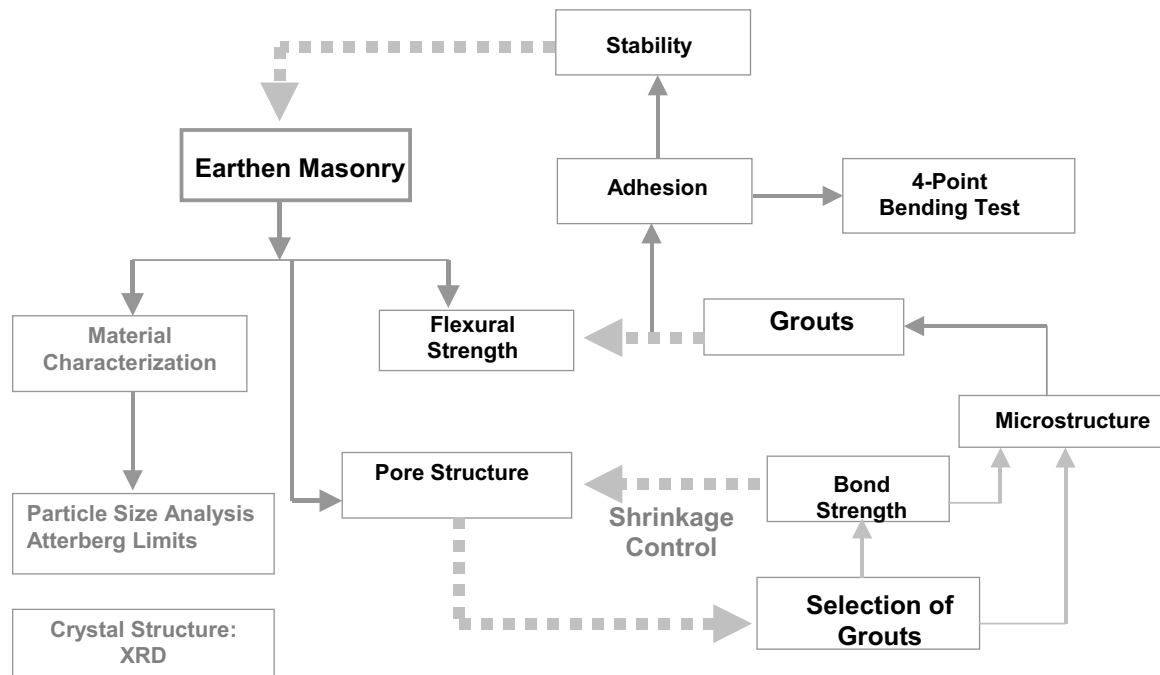 Stability
Earthen Masonry
Adhesion
4-Point
Bending Test
Material
Characterization
Flexural
Strength
Grouts
Microstructure
Pore Structure
Bond
Strength
Shrinkage
Control
Particle Size Analysis
Atterberg Limits
Selection of
Grouts
Crystal Structure:
XRD